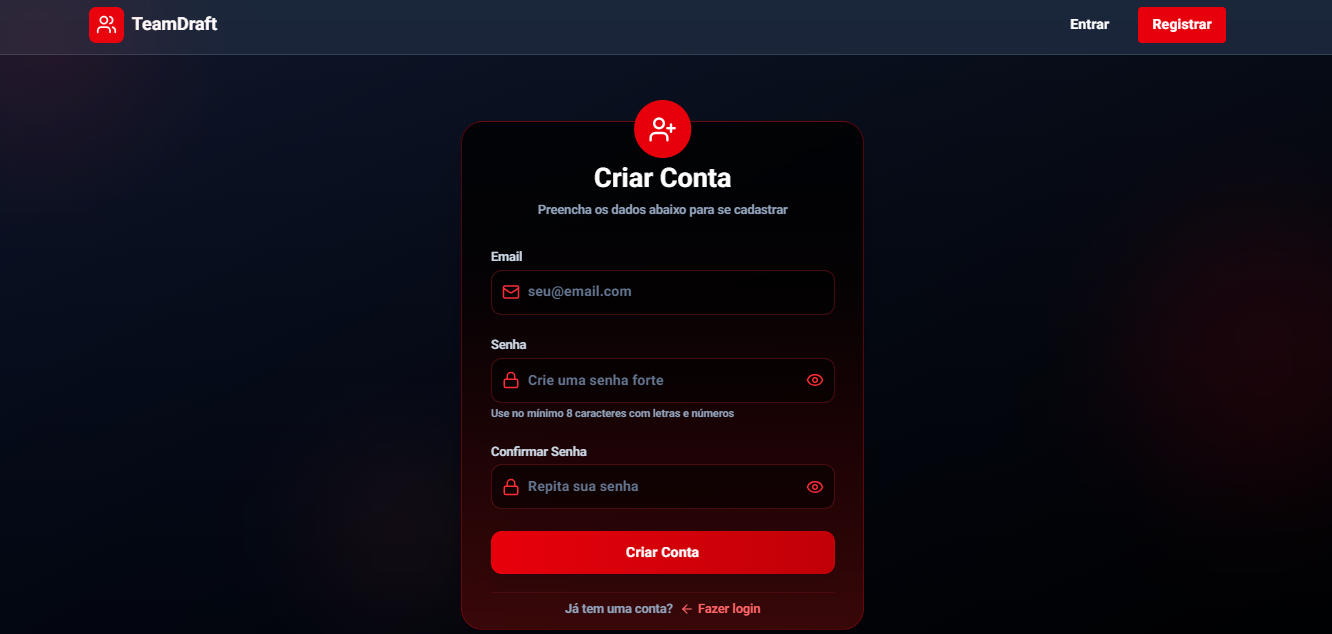 TeamDraft
Entrar
Registrar
Criar Conta
Preencha os dados abaixo para se cadastrar
Email
seu@email.com
Senha
Crie uma senha forte
Use no mínimo 8 caracteres com letras e números
Confirmar Senha
Repita sua senha
Criar Conta
Já tem uma conta? ← Fazer login